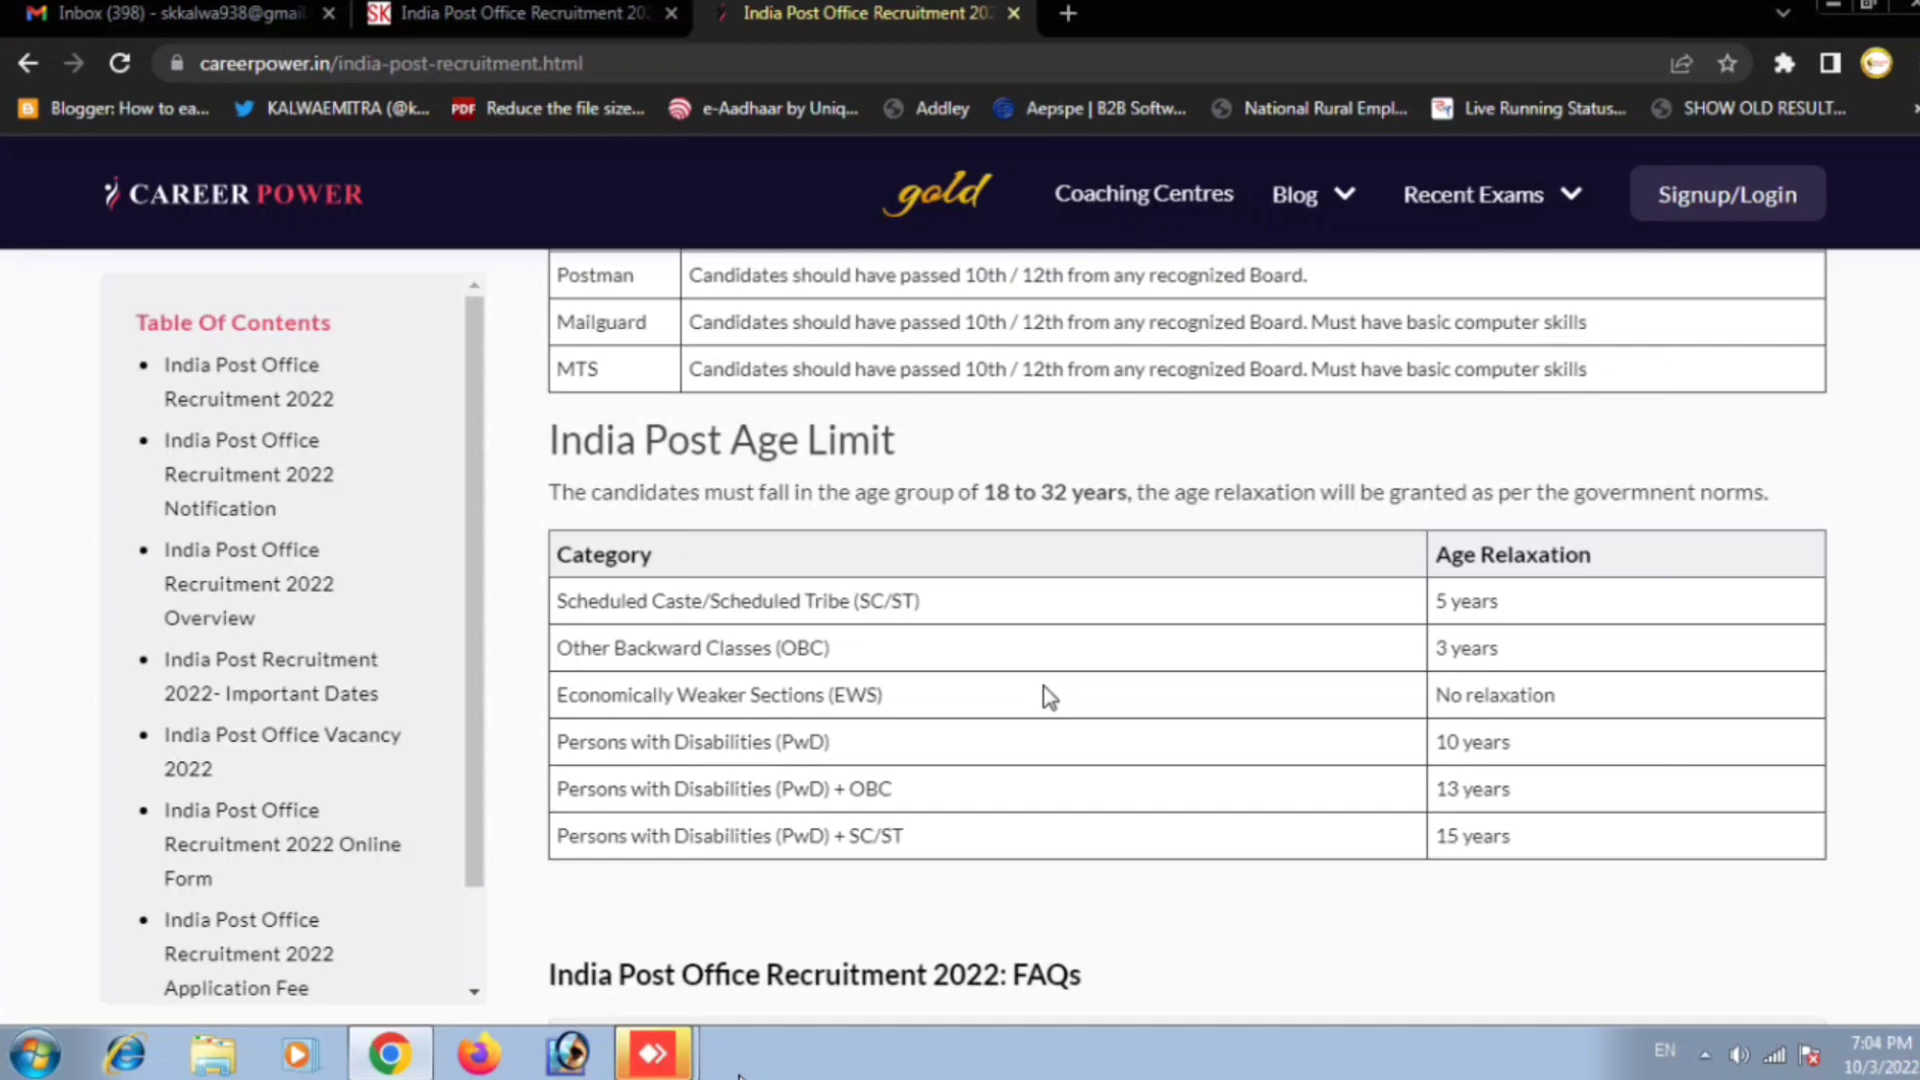 Inbox (398) - skkalwa938@gmai
India Post Office Recruitment 20
India Post Office Recruitment 20
careerpower.in/india-post-recruitment.html
Blogger: How to ea...
KALWAEMITRA (@k...
PDF Reduce the file size...
e-Aadhaar by Uniq...
Addley
Aepspe | B2B Softw...
National Rural Empl...
Live Running Status...
SHOW OLD RESULT...
CAREER POWER
gold
Coaching Centres
Blog
Recent Exams
Signup/Login
Table Of Contents
India Post Office
Recruitment 2022
India Post Office
Recruitment 2022
Notification
India Post Office
Recruitment 2022
Overview
India Post Recruitment
2022- Important Dates
India Post Office Vacancy
2022
India Post Office
Recruitment 2022 Online
Form
India Post Office
Recruitment 2022
Application Fee
Postman Candidates should have passed 10th / 12th from any recognized Board.
Mailguard Candidates should have passed 10th / 12th from any recognized Board. Must have basic computer skills
MTS Candidates should have passed 10th / 12th from any recognized Board. Must have basic computer skills
India Post Age Limit
The candidates must fall in the age group of 18 to 32 years, the age relaxation will be granted as per the govermnent norms.
Category Age Relaxation
Scheduled Caste/Scheduled Tribe (SC/ST) 5 years
Other Backward Classes (OBC) 3 years
Economically Weaker Sections (EWS) No relaxation
Persons with Disabilities (PwD) 10 years
Persons with Disabilities (PwD) + OBC 13 years
Persons with Disabilities (PwD) + SC/ST 15 years
India Post Office Recruitment 2022: FAQs
EN
7:04 PM
10/3/2022